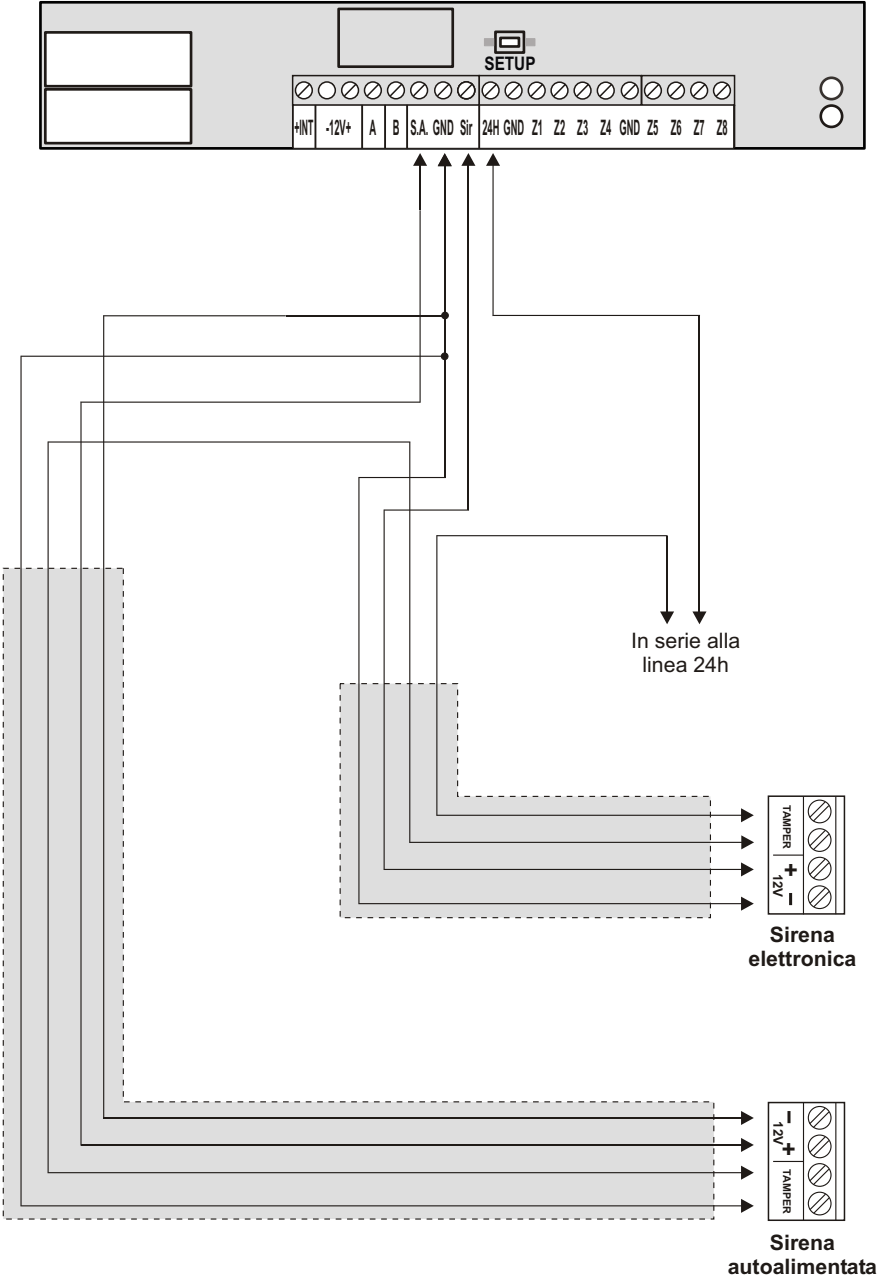 SETUP
+INT -12V+ A B S.A. GND Sir 24H GND Z1 Z2 Z3 Z4 GND Z5 Z6 Z7 Z8
In serie alla
linea 24h
TAMPER
+ 12V -
Sirena
elettronica
- 12V +
TAMPER
Sirena
autoalimentata